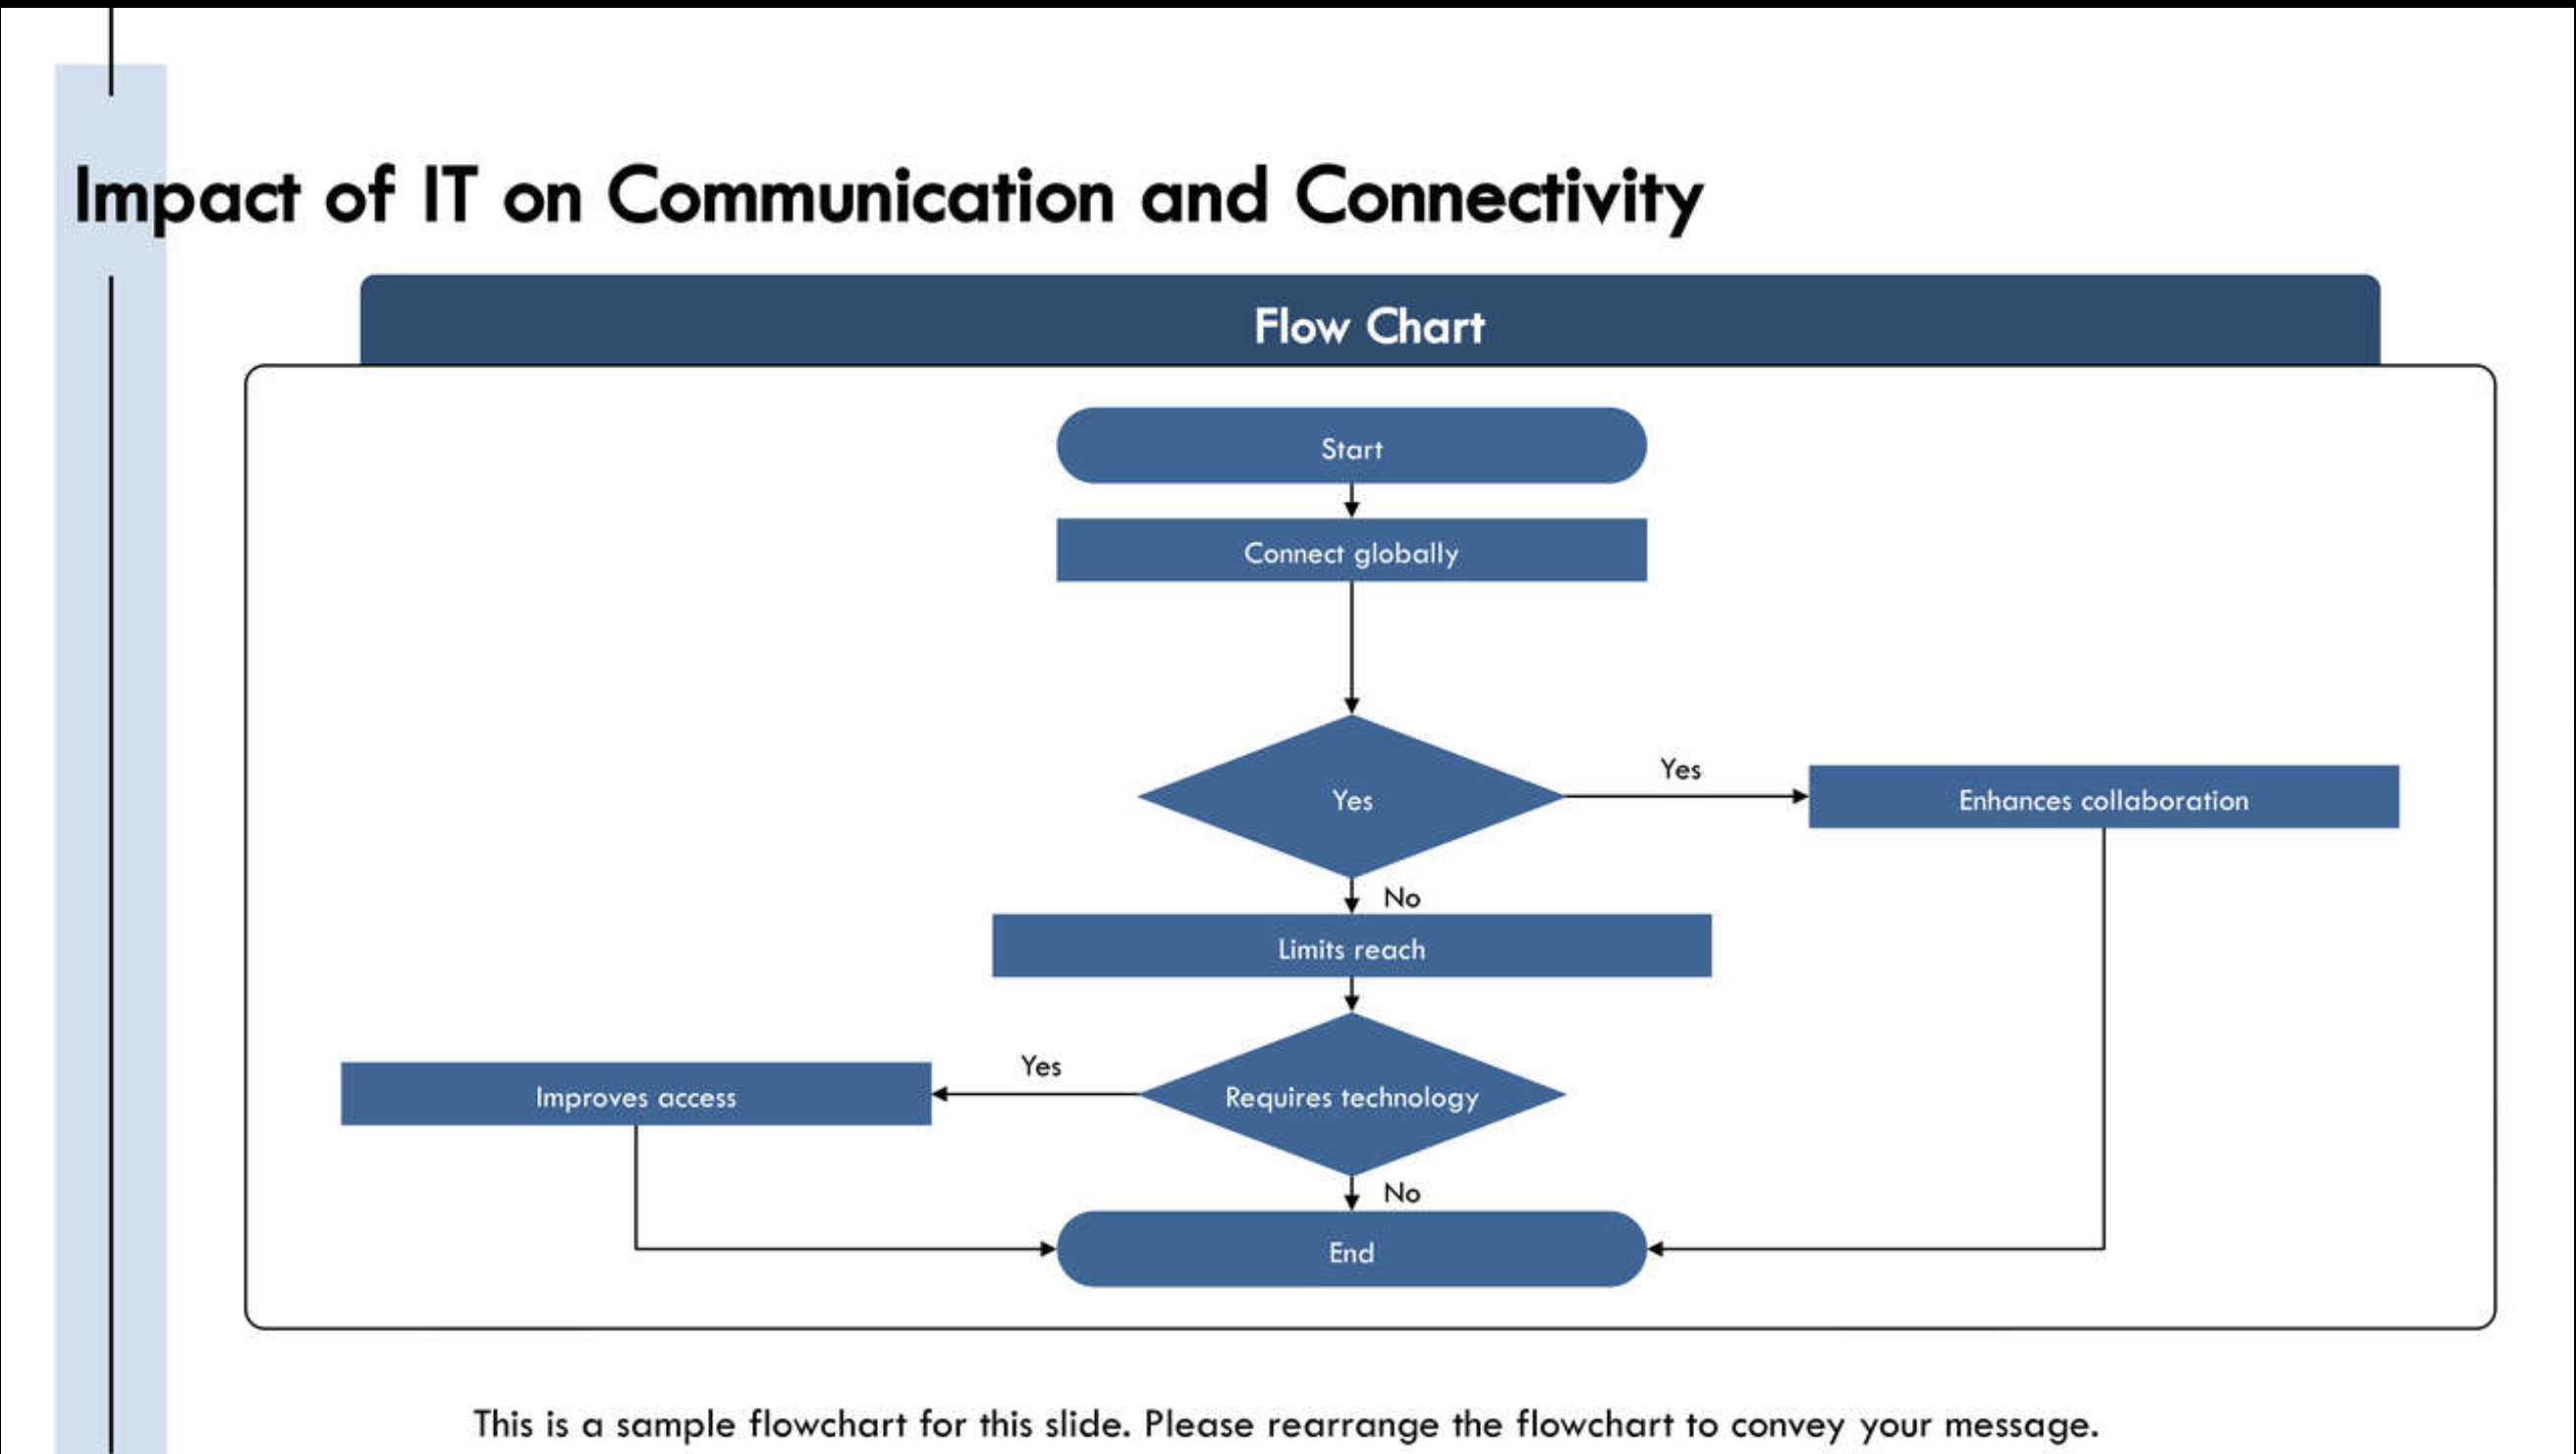 Impact of IT on Communication and Connectivity
Flow Chart
Start
Connect globally
Yes
Yes
Enhances collaboration
No
Limits reach
Requires technology
Yes
Improves access
No
End
This is a sample flowchart for this slide. Please rearrange the flowchart to convey your message.